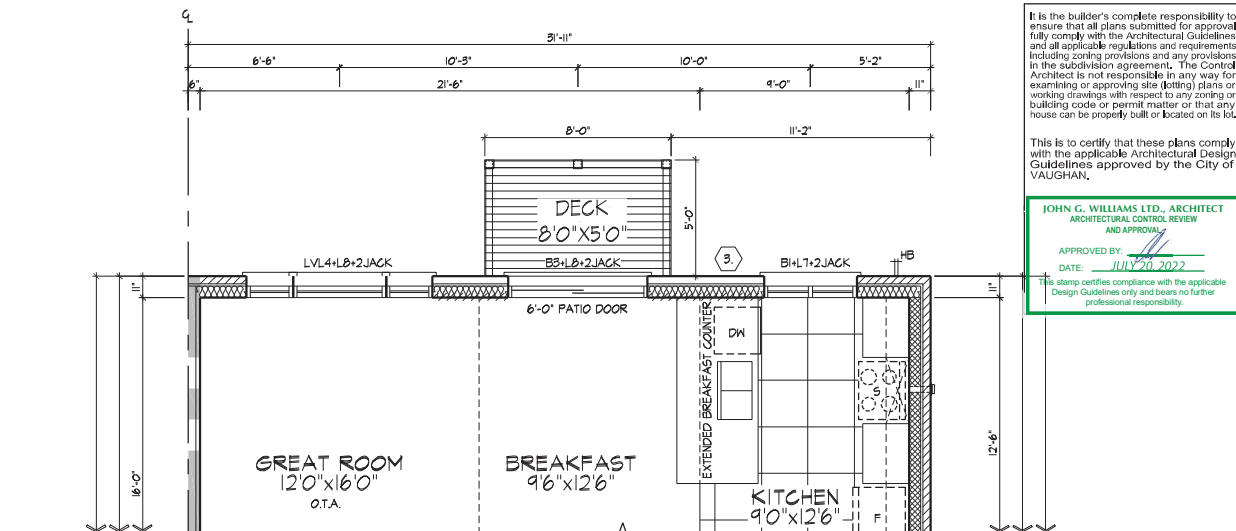 ℄
31'-11"
6'-6"
10'-3"
10'-0"
5'-2"
6"
21'-6"
9'-0"
11"
8'-0"
11'-2"
DECK
8'0"X5'0"
5'-0"
LVL4+L8+2JACK
B3+L8+2JACK
3.
B1+L7+2JACK
HB
11"
11"
6'-0" PATIO DOOR
EXTENDED BREAKFAST COUNTER
DW
S
GREAT ROOM
12'0"x16'0"
O.T.A.
BREAKFAST
9'6"x12'6"
KITCHEN
9'0"x12'6"
F
16'-0"
12'-6"
It is the builder's complete responsibility to
ensure that all plans submitted for approval
fully comply with the Architectural Guidelines
and all applicable regulations and requirements
including zoning provisions and any provisions
in the subdivision agreement. The Control
Architect is not responsible in any way for
examining or approving site (lotting) plans or
working drawings with respect to any zoning or
building code or permit matter or that any
house can be properly built or located on its lot.
This is to certify that these plans comply
with the applicable Architectural Design
Guidelines approved by the City of
VAUGHAN.
JOHN G. WILLIAMS LTD., ARCHITECT
ARCHITECTURAL CONTROL REVIEW
AND APPROVAL
APPROVED BY:
DATE: JULY 20, 2022
This stamp certifies compliance with the applicable
Design Guidelines only and bears no further
professional responsibility.